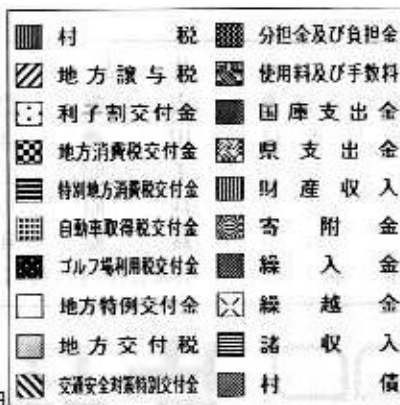 村税
地方譲与税
利子割交付金
地方消費税交付金
特別地方消費税交付金
自動車取得税交付金
ゴルフ場利用税交付金
地方特例交付金
地方交付税
交通安全対策特別交付金
分担金及び負担金
使用料及び手数料
国庫支出金
県支出金
財産収入
寄附金
繰入金
繰越金
諸収入
村債